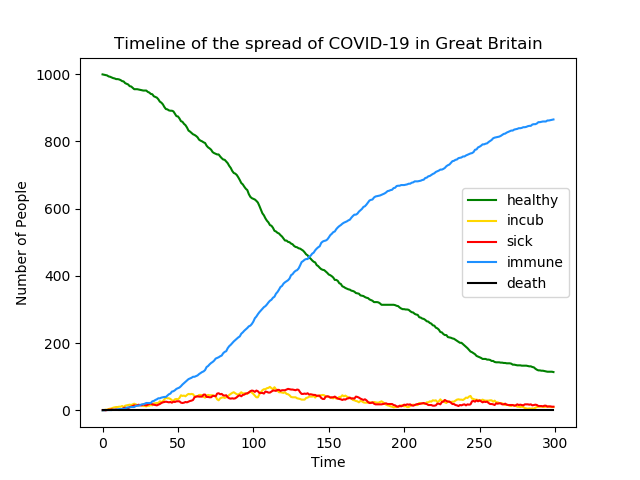 Timeline of the spread of COVID-19 in Great Britain
1000
800
600
400
200
0
Number of People
healthy
incub
sick
immune
death
0 50 100 150 200 250 300
Time